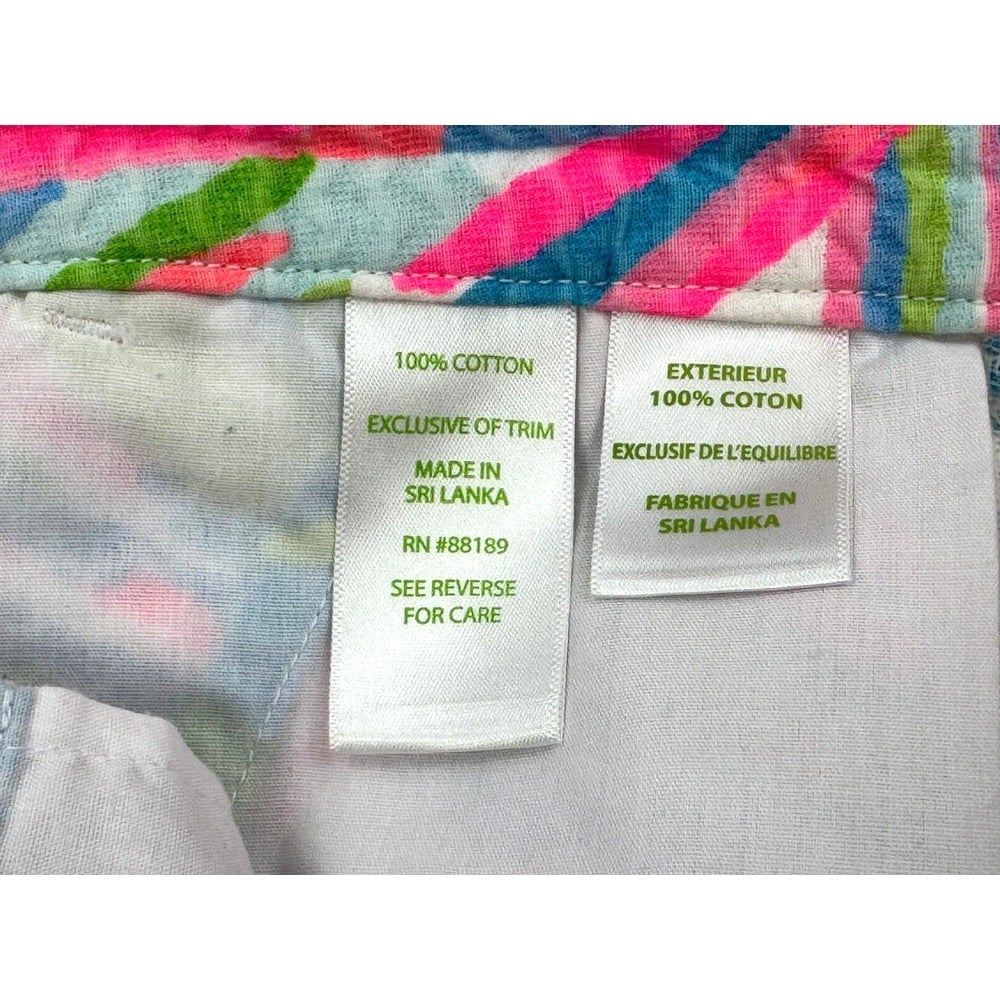 100% COTTON
EXCLUSIVE OF TRIM
MADE IN
SRI LANKA
RN #88189
SEE REVERSE
FOR CARE
EXTERIEUR
100% COTON
EXCLUSIF DE L'EQUILIBRE
FABRIQUE EN
SRI LANKA